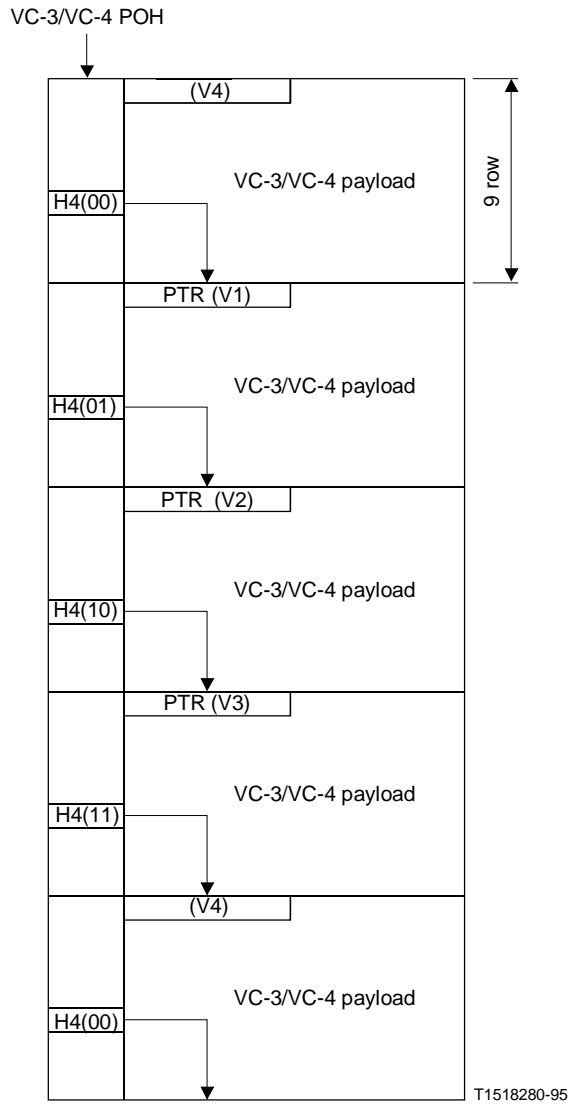 VC-3/VC-4 POH
(V4)
VC-3/VC-4 payload
9 row
H4(00)
PTR (V1)
VC-3/VC-4 payload
H4(01)
PTR (V2)
VC-3/VC-4 payload
H4(10)
PTR (V3)
VC-3/VC-4 payload
H4(11)
(V4)
VC-3/VC-4 payload
H4(00)
T1518280-95